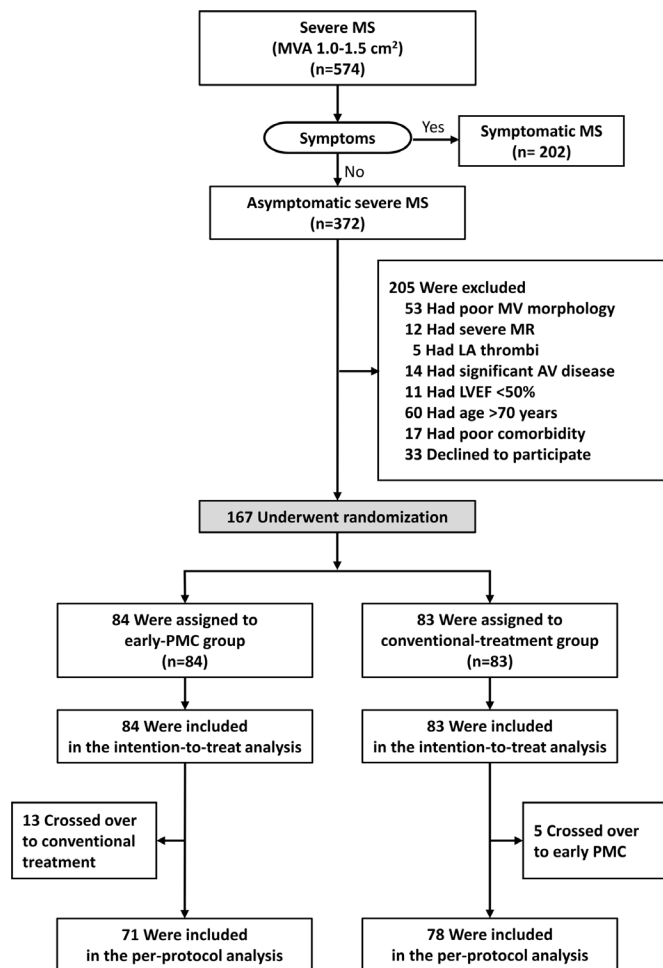 Severe MS
(MVA 1.0-1.5 cm²)
(n=574)
Symptoms
Yes
Symptomatic MS
(n= 202)
No
Asymptomatic severe MS
(n=372)
205 Were excluded
53 Had poor MV morphology
12 Had severe MR
5 Had LA thrombi
14 Had significant AV disease
11 Had LVEF <50%
60 Had age >70 years
17 Had poor comorbidity
33 Declined to participate
167 Underwent randomization
84 Were assigned to
early-PMC group
(n=84)
83 Were assigned to
conventional-treatment group
(n=83)
84 Were included
in the intention-to-treat analysis
83 Were included
in the intention-to-treat analysis
13 Crossed over
to conventional
treatment
5 Crossed over
to early PMC
71 Were included
in the per-protocol analysis
78 Were included
in the per-protocol analysis